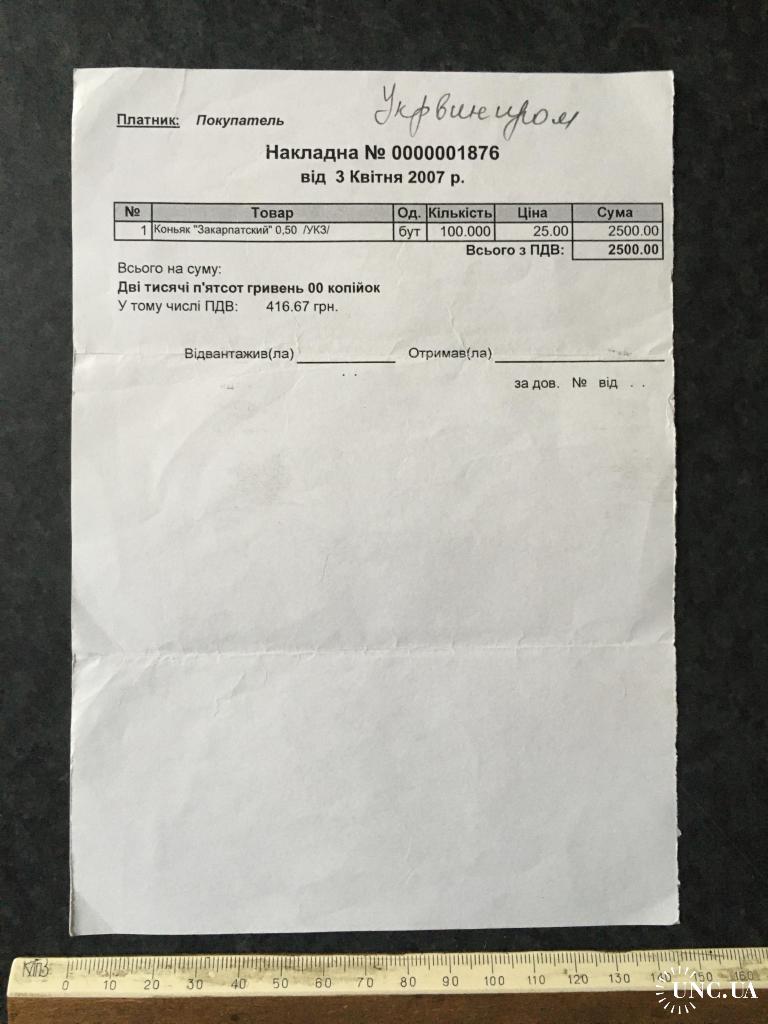 Укрвинпром
Платник: Покупатель
Накладна № 0000001876
від 3 Квітня 2007 р.
№ Товар Од. Кількість Ціна Сума
1 Коньяк "Закарпатский" 0,50 /УКЗ/ бут 100.000 25.00 2500.00
Всього з ПДВ: 2500.00
Всього на суму:
Дві тисячі п'ятсот гривень 00 копійок
У тому числі ПДВ: 416.67 грн.
Відвантажив(ла) Отримав(ла)
. .
за дов. № від . .
0 10 20 30 40 50 60 70 80 90 100 110 120 130 140 150 160
UNC.UA